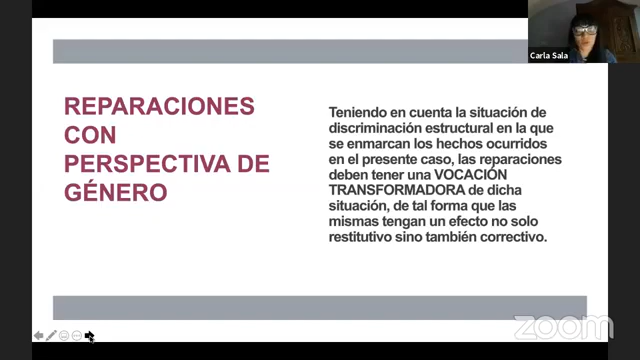 Carla Sala
REPARACIONES
CON
PERSPECTIVA DE
GÉNERO
Teniendo en cuenta la situación de
discriminación estructural en la que
se enmarcan los hechos ocurridos
en el presente caso, las reparaciones
deben tener una VOCACIÓN
TRANSFORMADORA de dicha
situación, de tal forma que las
mismas tengan un efecto no solo
restitutivo sino también correctivo.
zoom